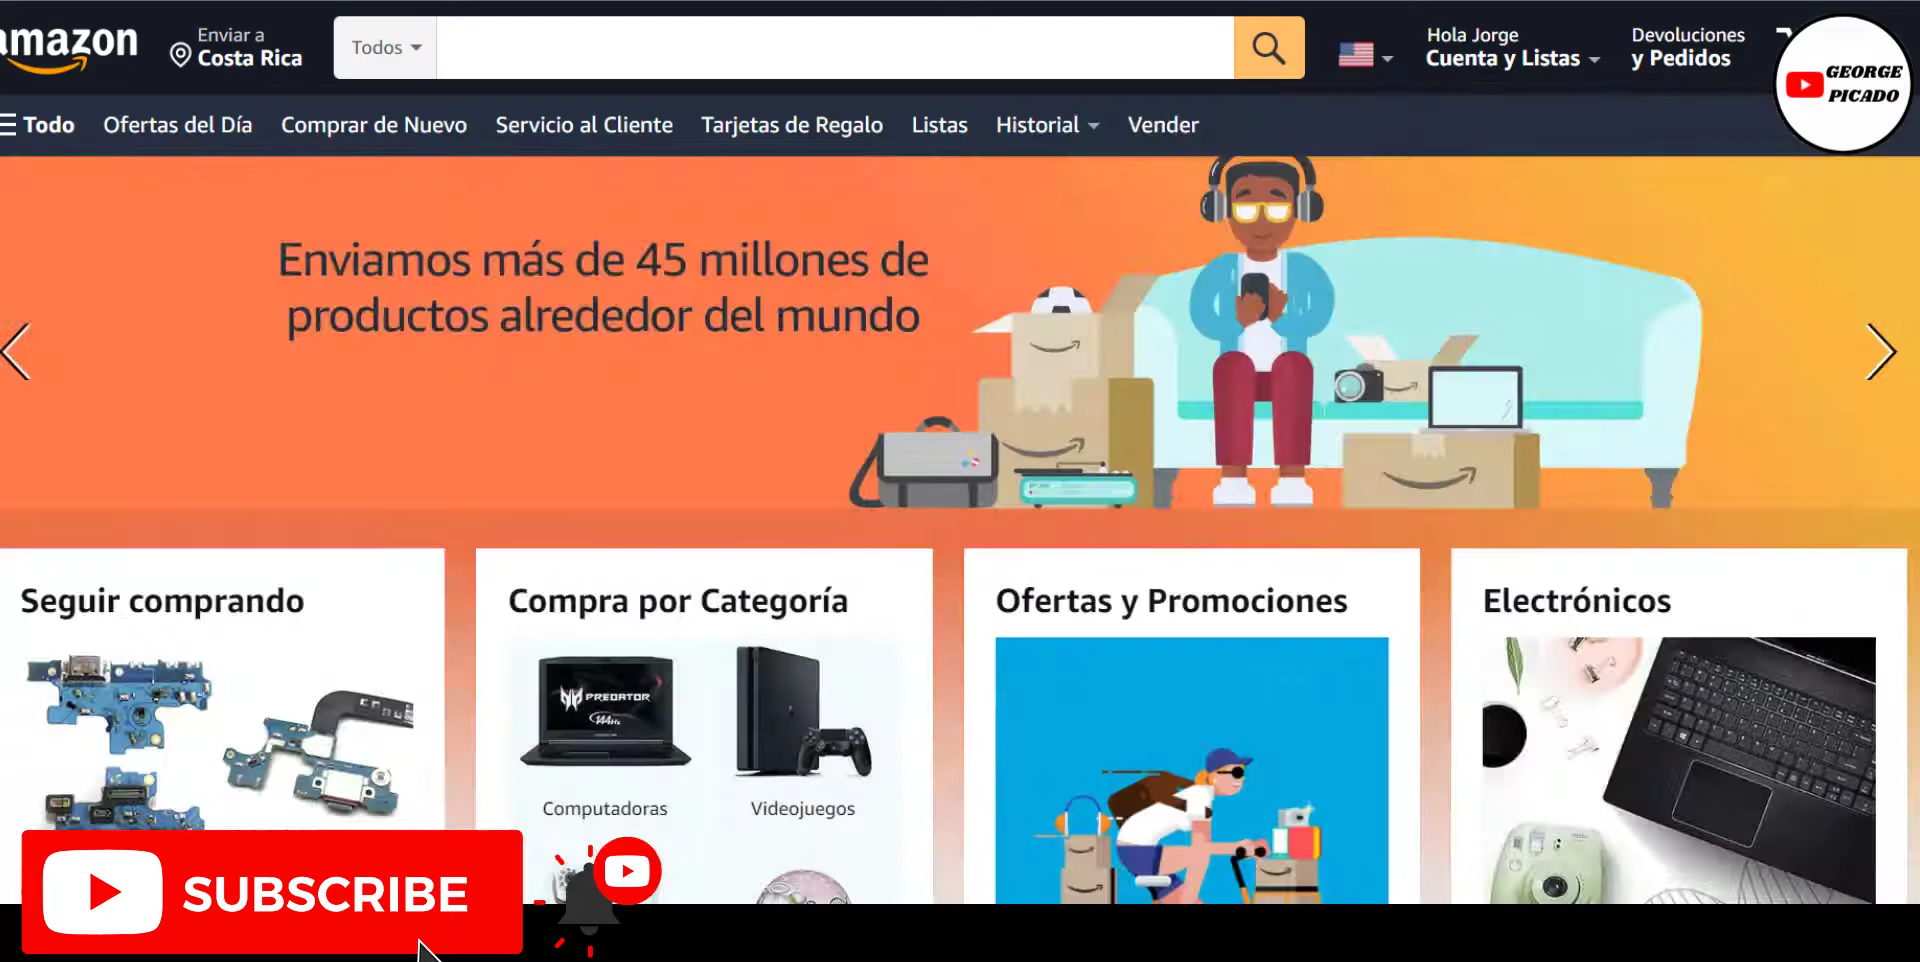 amazon
Enviar a
Costa Rica
Todos
Hola Jorge
Cuenta y Listas
Devoluciones
y Pedidos
GEORGE
PICADO
Todo
Ofertas del Día
Comprar de Nuevo
Servicio al Cliente
Tarjetas de Regalo
Listas
Historial
Vender
Enviamos más de 45 millones de
productos alrededor del mundo
Seguir comprando
Compra por Categoría
Ofertas y Promociones
Electrónicos
PREDATOR
144Hz
Computadoras
Videojuegos
SUBSCRIBE